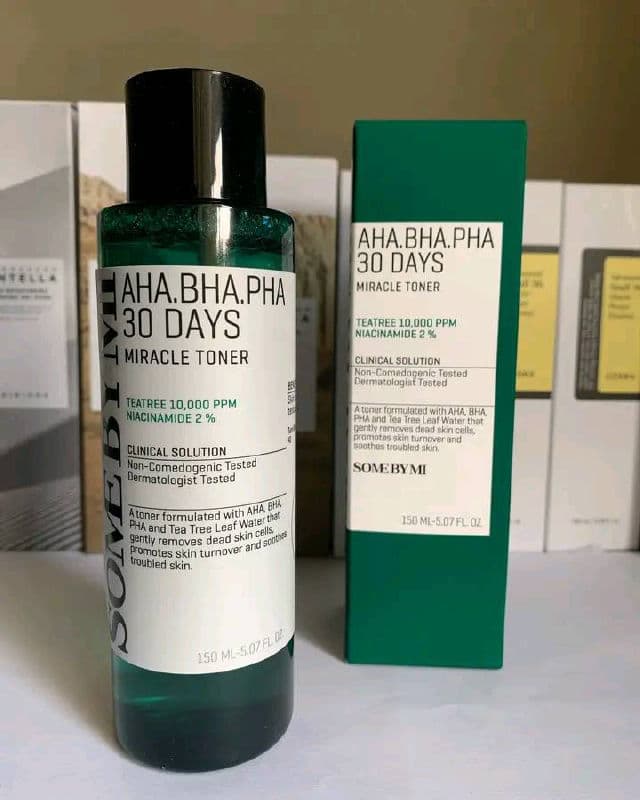 SOME BY MI
AHA.BHA.PHA
30 DAYS
MIRACLE TONER
TEATREE 10,000 PPM
NIACINAMIDE 2 %
CLINICAL SOLUTION
Non-Comedogenic Tested
Dermatologist Tested
A toner formulated with AHA, BHA,
PHA and Tea Tree Leaf Water that
gently removes dead skin cells,
promotes skin turnover and soothes
troubled skin.
150 ML-5.07 FL. OZ.
AHA.BHA.PHA
30 DAYS
MIRACLE TONER
TEATREE 10,000 PPM
NIACINAMIDE 2 %
CLINICAL SOLUTION
Non-Comedogenic Tested
Dermatologist Tested
A toner formulated with AHA, BHA,
PHA and Tea Tree Leaf Water that
gently removes dead skin cells,
promotes skin turnover and
soothes troubled skin.
SOME BY MI
150 ML-5.07 FL. OZ.